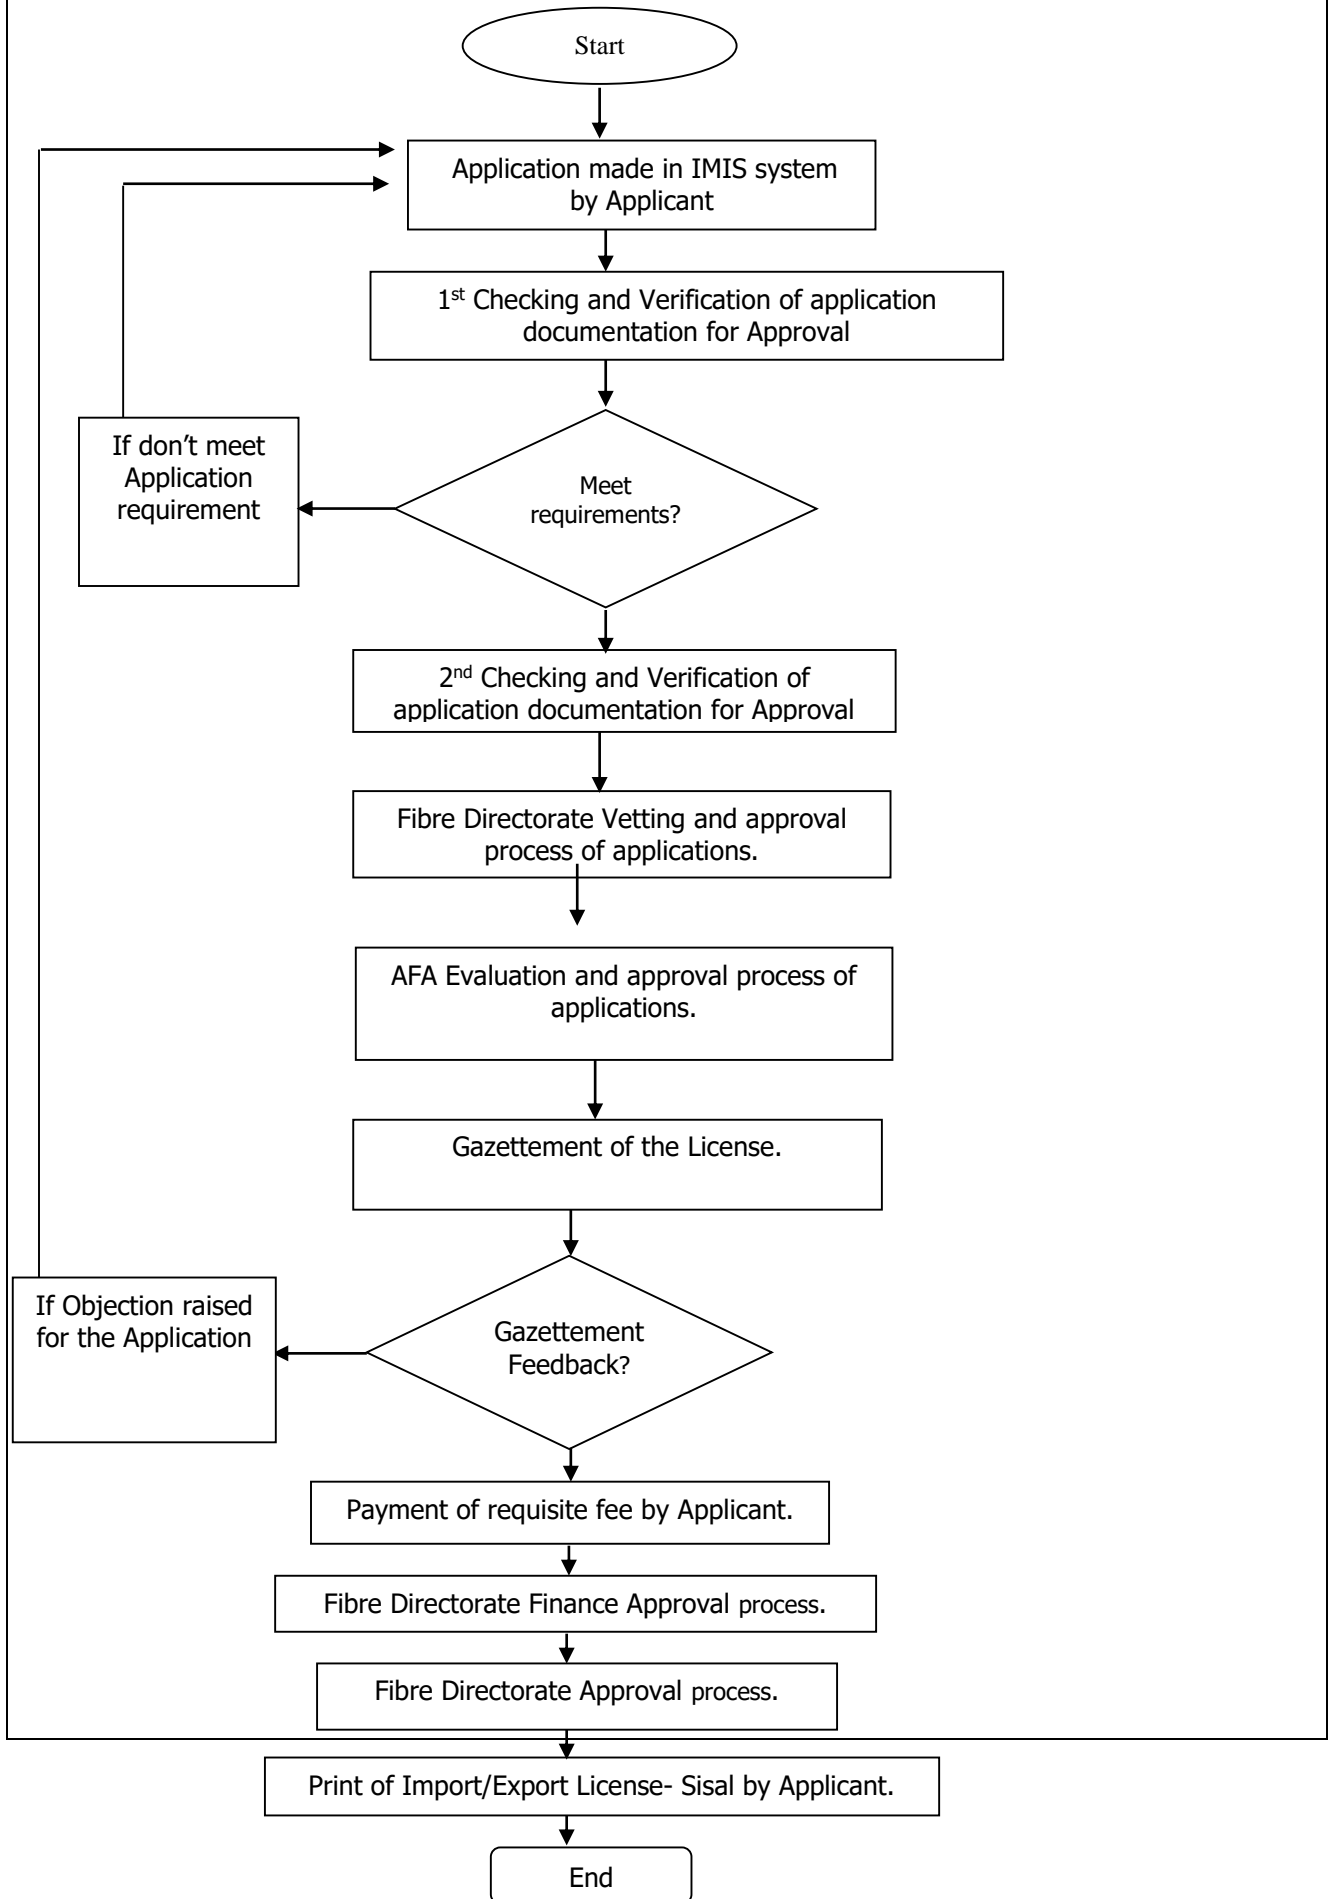 Start
Application made in IMIS system
by Applicant
1st Checking and Verification of application
documentation for Approval
If don’t meet
Application
requirement
Meet
requirements?
2nd Checking and Verification of
application documentation for Approval
Fibre Directorate Vetting and approval
process of applications.
AFA Evaluation and approval process of
applications.
Gazettement of the License.
If Objection raised
for the Application
Gazettement
Feedback?
Payment of requisite fee by Applicant.
Fibre Directorate Finance Approval process.
Fibre Directorate Approval process.
Print of Import/Export License- Sisal by Applicant.
End